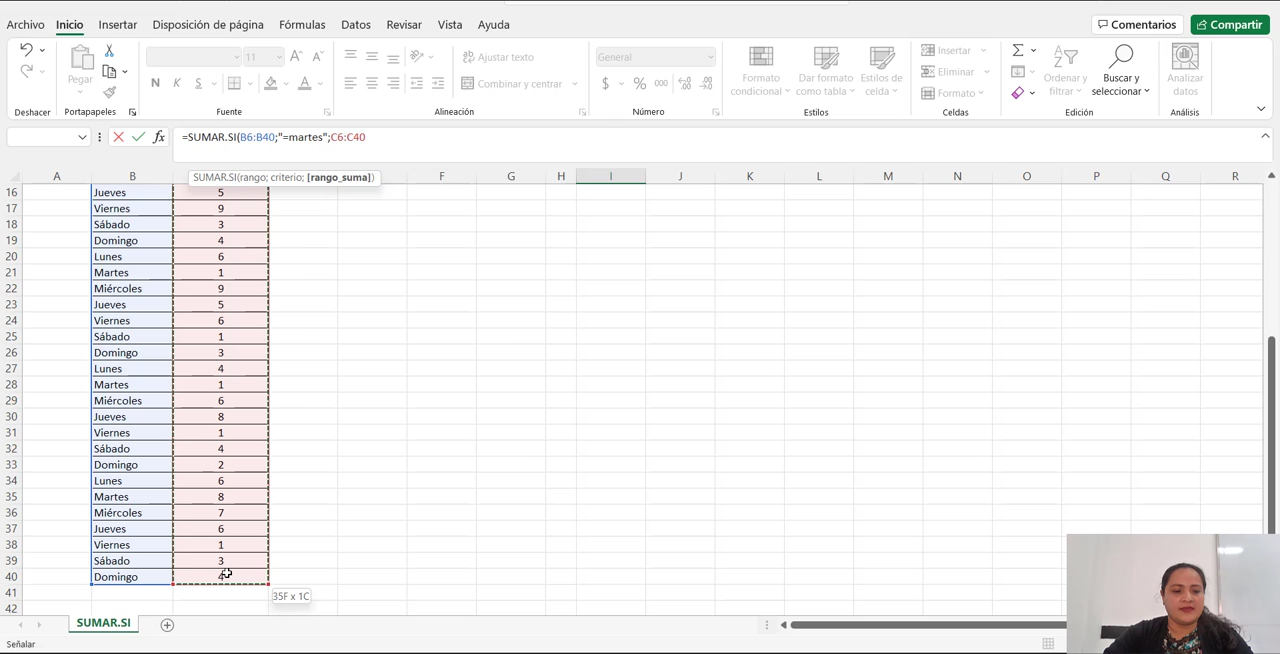 Archivo Inicio Insertar Disposición de página Fórmulas Datos Revisar Vista Ayuda Comentarios Compartir
11 General
Pegar
Ajustar texto
Combinar y centrar
N K S
$ % 000
Formato condicional
Dar formato como tabla
Estilos de celda
Insertar
Eliminar
Formato
Ordenar y filtrar
Buscar y seleccionar
Analizar datos
Deshacer Portapapeles Fuente Alineación Número Estilos Celdas Edición Análisis
fx =SUMAR.SI(B6:B40;"=martes";C6:C40
SUMAR.SI(rango; criterio; [rango_suma])
A B F G H I J K L M N O P Q R
16 Jueves 5
17 Viernes 9
18 Sábado 3
19 Domingo 4
20 Lunes 6
21 Martes 1
22 Miércoles 9
23 Jueves 5
24 Viernes 6
25 Sábado 1
26 Domingo 3
27 Lunes 4
28 Martes 1
29 Miércoles 6
30 Jueves 8
31 Viernes 1
32 Sábado 4
33 Domingo 2
34 Lunes 6
35 Martes 8
36 Miércoles 7
37 Jueves 6
38 Viernes 1
39 Sábado 3
40 Domingo 4
41 35F x 1C
42
SUMAR.SI
Señalar